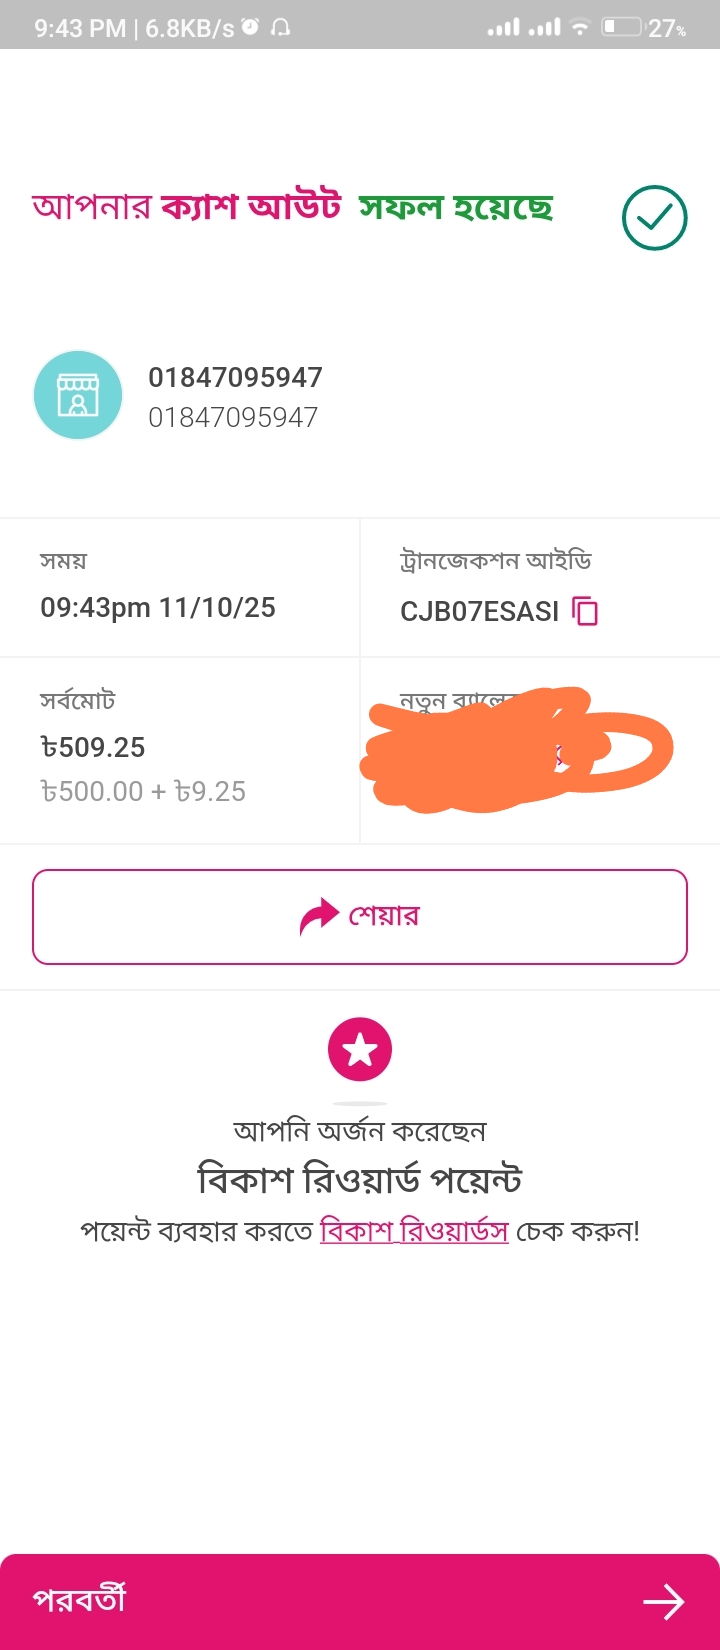 9:43 PM | 6.8KB/s
27%
আপনার ক্যাশ আউট সফল হয়েছে
01847095947
01847095947
সময়
09:43pm 11/10/25
ট্রানজেকশন আইডি
CJB07ESASI
সর্বমোট
৳509.25
৳500.00 + ৳9.25
নতুন
শেয়ার
আপনি অর্জন করেছেন
বিকাশ রিওয়ার্ড পয়েন্ট
পয়েন্ট ব্যবহার করতে বিকাশ রিওয়ার্ডস চেক করুন!
পরবর্তী